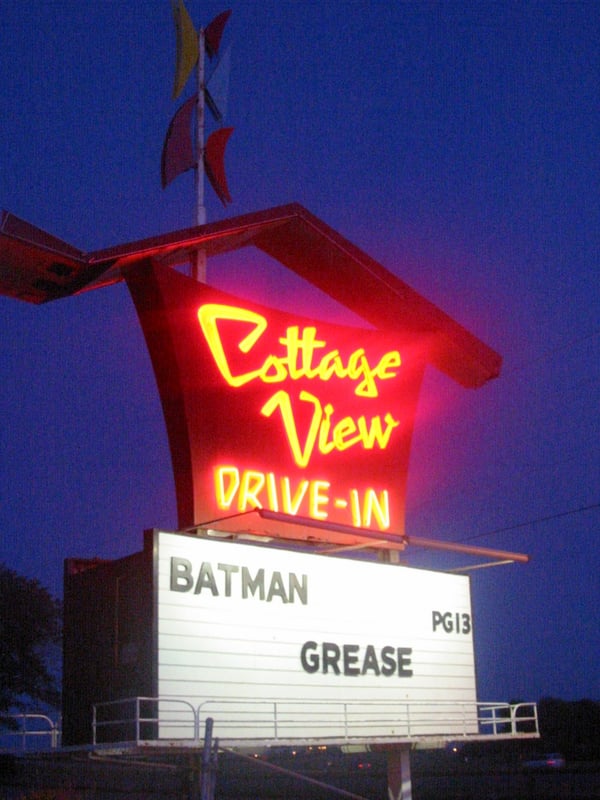 Cottage
View
DRIVE-IN
BATMAN
PG13
GREASE